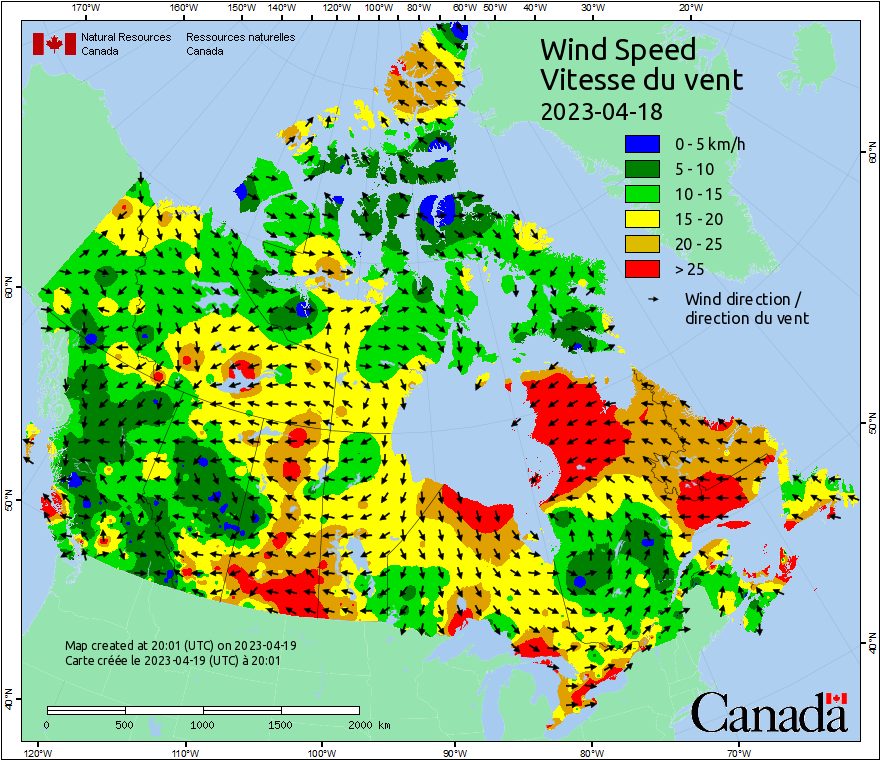 170°W 160°W 150°W 140°W 120°W 100°W 80°W 60°W 50°W 40°W 30°W 20°W
Natural Resources Canada
Ressources naturelles Canada
Wind Speed
Vitesse du vent
2023-04-18
0 - 5 km/h
5 - 10
10 - 15
15 - 20
20 - 25
> 25
Wind direction /
direction du vent
60°N
50°N
40°N
60°N
50°N
40°N
Map created at 20:01 (UTC) on 2023-04-19
Carte créée le 2023-04-19 (UTC) à 20:01
0 500 1000 1500 2000 km
Canada
120°W 110°W 100°W 90°W 80°W 70°W